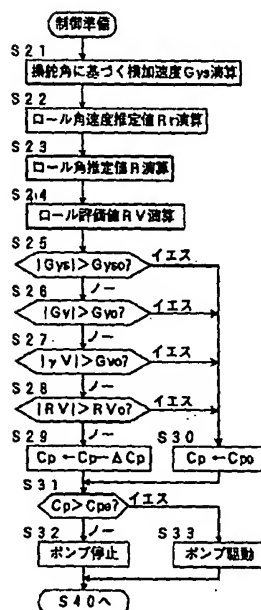 制御準備
S21
操舵角に基づく横加速度Gys演算
S22
ロール角速度推定値Rr演算
S23
ロール角推定値R演算
S24
ロール評価値RV演算
S25
|Gys|>Gyso?
イエス
ノー
S26
|Gy|>Gyo?
イエス
ノー
S27
|γV|>Gvo?
イエス
ノー
S28
|RV|>RVo?
イエス
ノー
S29
Cp←Cp-ΔCp
S30
Cp←Cpo
S31
Cp>Cpe?
イエス
ノー
S32
ポンプ停止
S33
ポンプ駆動
S40へ